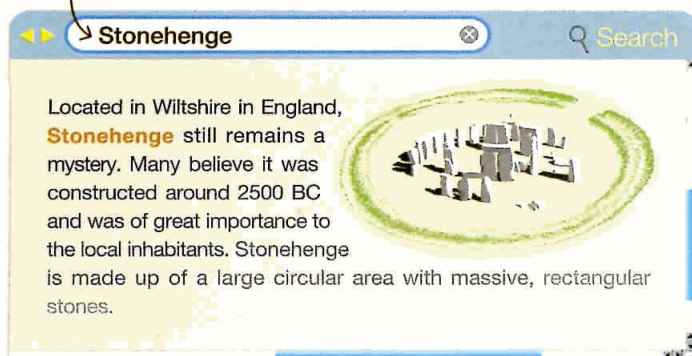 Stonehenge
Search
Located in Wiltshire in England,
Stonehenge still remains a
mystery. Many believe it was
constructed around 2500 BC
and was of great importance to
the local inhabitants. Stonehenge
is made up of a large circular area with massive, rectangular
stones.